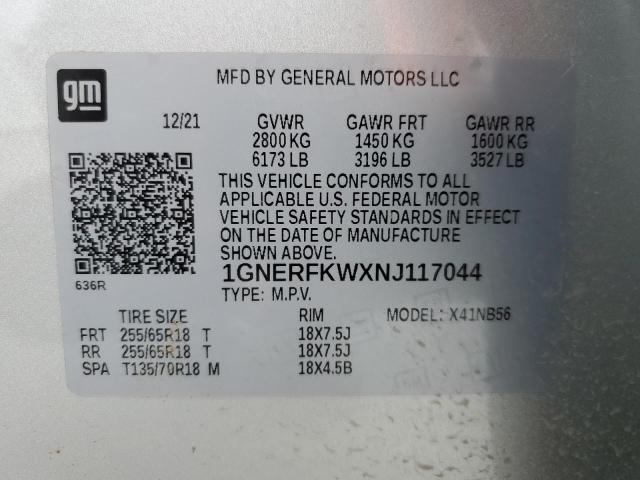 gm
MFD BY GENERAL MOTORS LLC
12/21 GVWR GAWR FRT GAWR RR
2800 KG 1450 KG 1600 KG
6173 LB 3196 LB 3527 LB
THIS VEHICLE CONFORMS TO ALL
APPLICABLE U.S. FEDERAL MOTOR
VEHICLE SAFETY STANDARDS IN EFFECT
ON THE DATE OF MANUFACTURE
SHOWN ABOVE.
1GNERFKWXNJ117044
636R
TYPE: M.P.V.
TIRE SIZE RIM MODEL: X41NB56
FRT 255/65R18 T 18X7.5J
RR 255/65R18 T 18X7.5J
SPA T135/70R18 M 18X4.5B